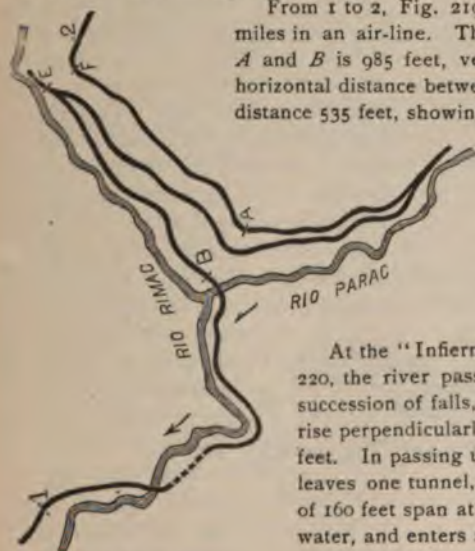 From 1 to 2, Fig. 219
miles in an air-line. Th
A and B is 985 feet, ve
horizontal distance betwe
distance 535 feet, showin
2
F
E
A
B
RIO RIMAC
RIO PARAC
1
At the "Infiern
220, the river pass
succession of falls,
rise perpendicularl
feet. In passing u
leaves one tunnel,
of 160 feet span at
water, and enters